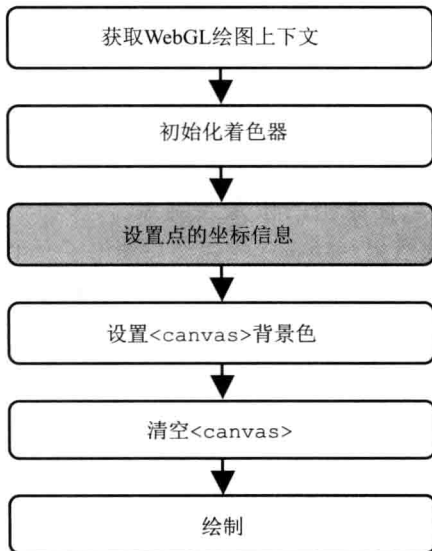 获取WebGL绘图上下文
初始化着色器
设置点的坐标信息
设置<canvas>背景色
清空<canvas>
绘制